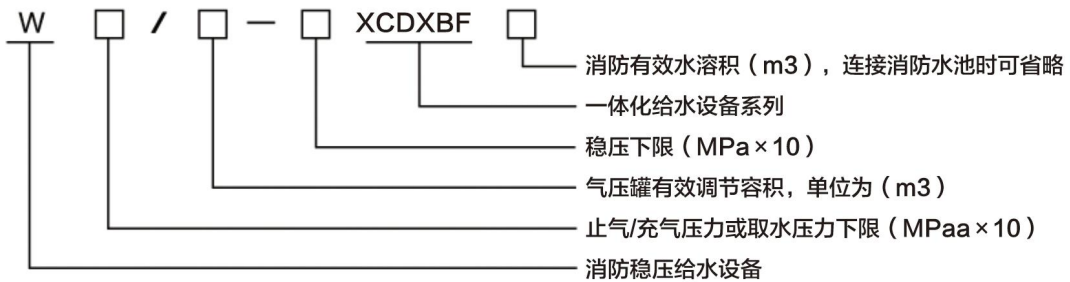 W □ / □ — □ XCDXBF □
消防有效水溶积（m3），连接消防水池时可省略
一体化给水设备系列
稳压下限（MPa×10）
气压罐有效调节容积，单位为（m3）
止气/充气压力或取水压力下限（MPaa×10）
消防稳压给水设备